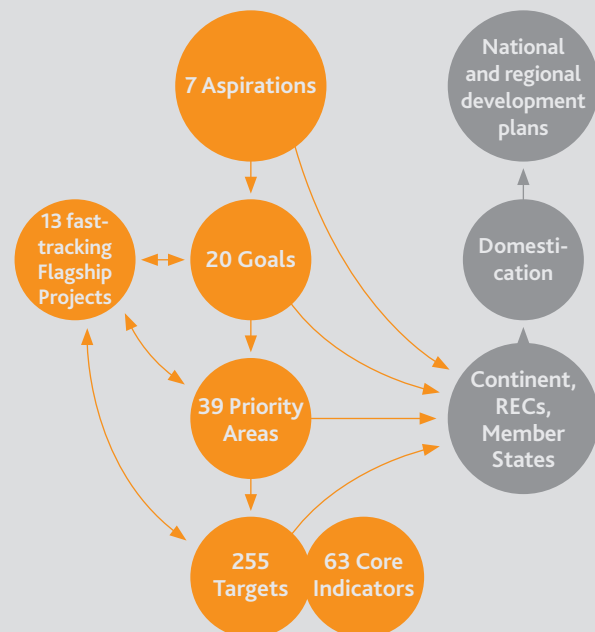 7 Aspirations
National
and regional
development
plans
13 fast-
tracking
Flagship
Projects
20 Goals
Domesti-
cation
39 Priority
Areas
Continent,
RECs,
Member
States
255
Targets
63 Core
Indicators